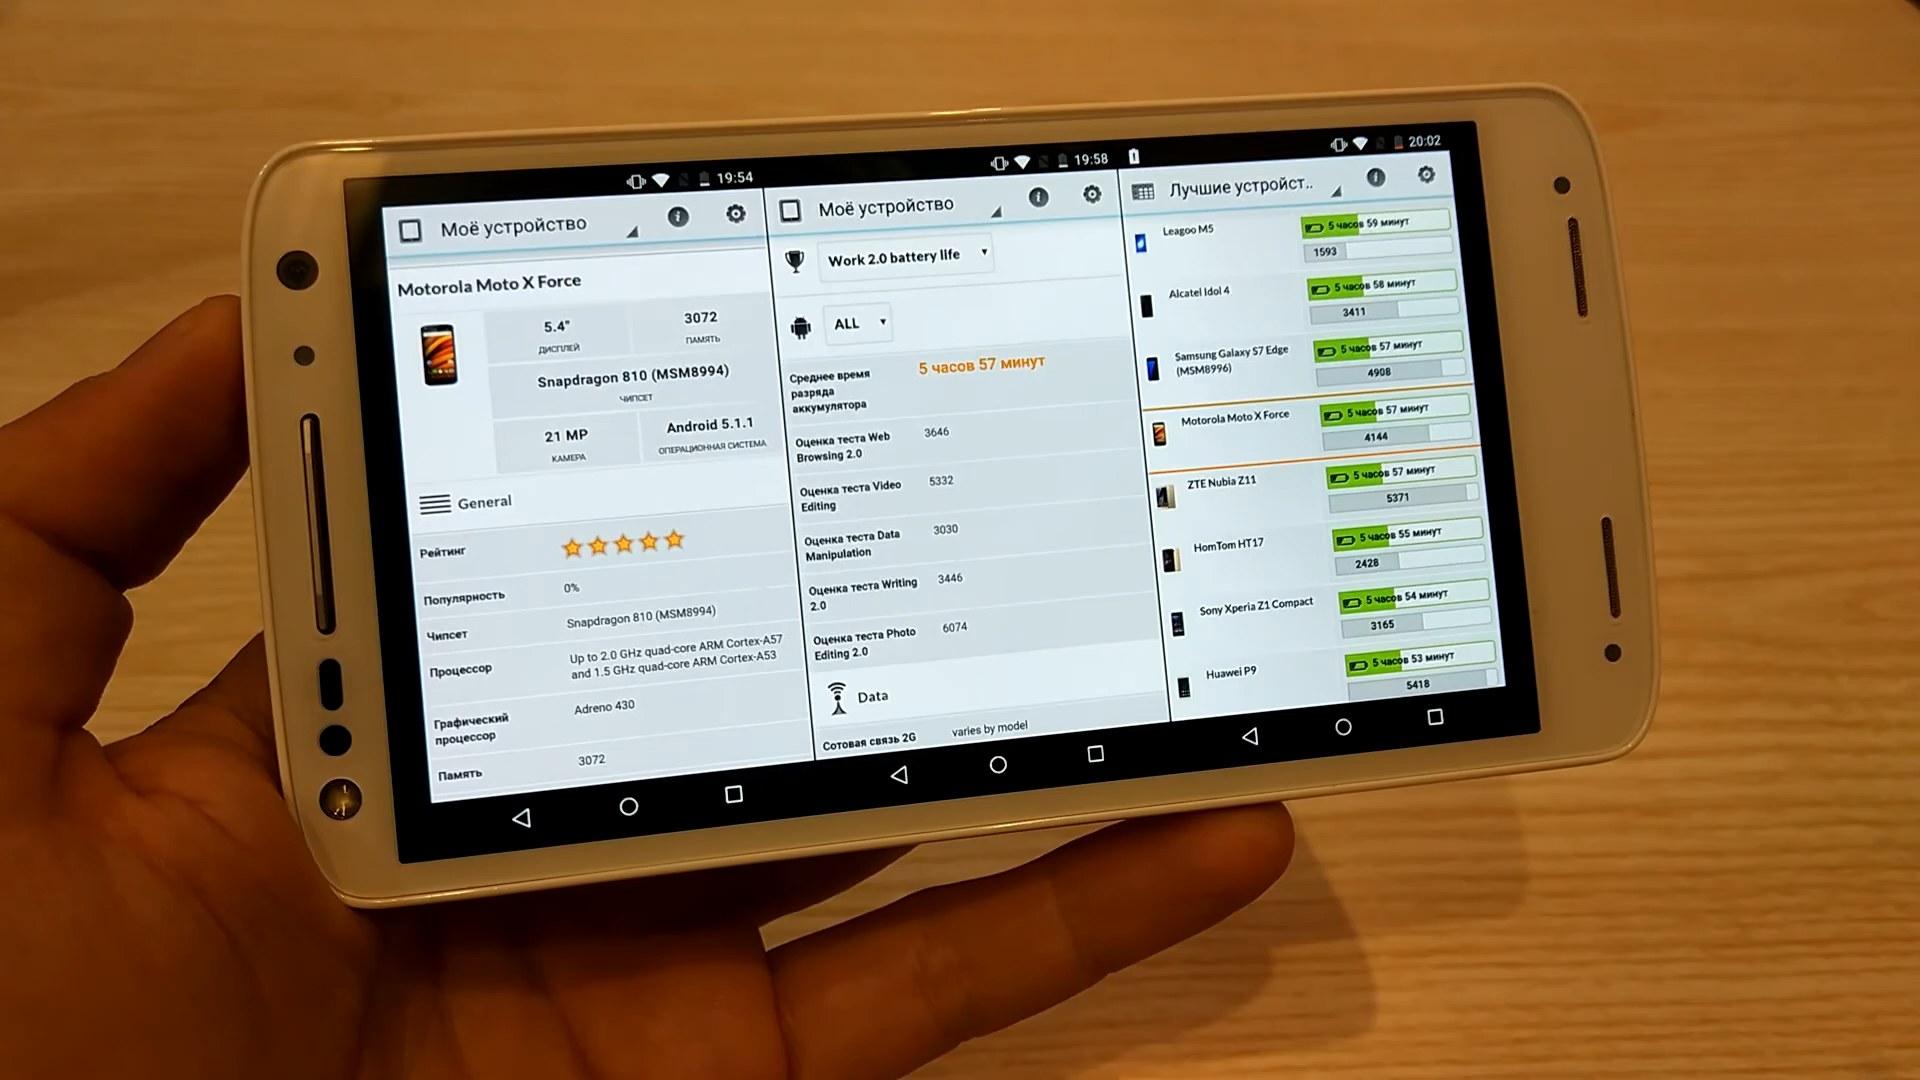 19:54
Моё устройство
Motorola Moto X Force
5.4"
ДИСПЛЕЙ
3072
ПАМЯТЬ
Snapdragon 810 (MSM8994)
ЧИПСЕТ
21 MP
КАМЕРА
Android 5.1.1
ОПЕРАЦИОННАЯ СИСТЕМА
General
Рейтинг
Популярность
0%
Чипсет
Snapdragon 810 (MSM8994)
Процессор
Up to 2.0 GHz quad-core ARM Cortex-A57
and 1.5 GHz quad-core ARM Cortex-A53
Графический
процессор
Adreno 430
Память
3072
19:58
Моё устройство
Work 2.0 battery life
ALL
Среднее время
разряда
аккумулятора
5 часов 57 минут
Оценка теста Web
Browsing 2.0
3646
Оценка теста Video
Editing
5332
Оценка теста Data
Manipulation
3030
Оценка теста Writing
2.0
3446
Оценка теста Photo
Editing 2.0
6074
Data
Сотовая связь 2G
varies by model
20:02
Лучшие устройст..
Leagoo M5
5 часов 59 минут
1593
Alcatel Idol 4
5 часов 58 минут
3411
Samsung Galaxy S7 Edge
(MSM8996)
5 часов 57 минут
4908
Motorola Moto X Force
5 часов 57 минут
4144
ZTE Nubia Z11
5 часов 57 минут
5371
HomTom HT17
5 часов 55 минут
2428
Sony Xperia Z1 Compact
5 часов 54 минут
3165
Huawei P9
5 часов 53 минут
5418